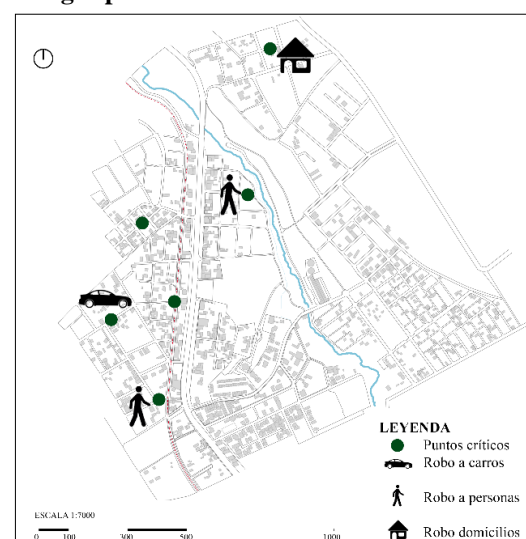 LEYENDA
Puntos críticos
Robo a carros
Robo a personas
Robo domicilios
ESCALA 1:7000
0 100 300 500 1000